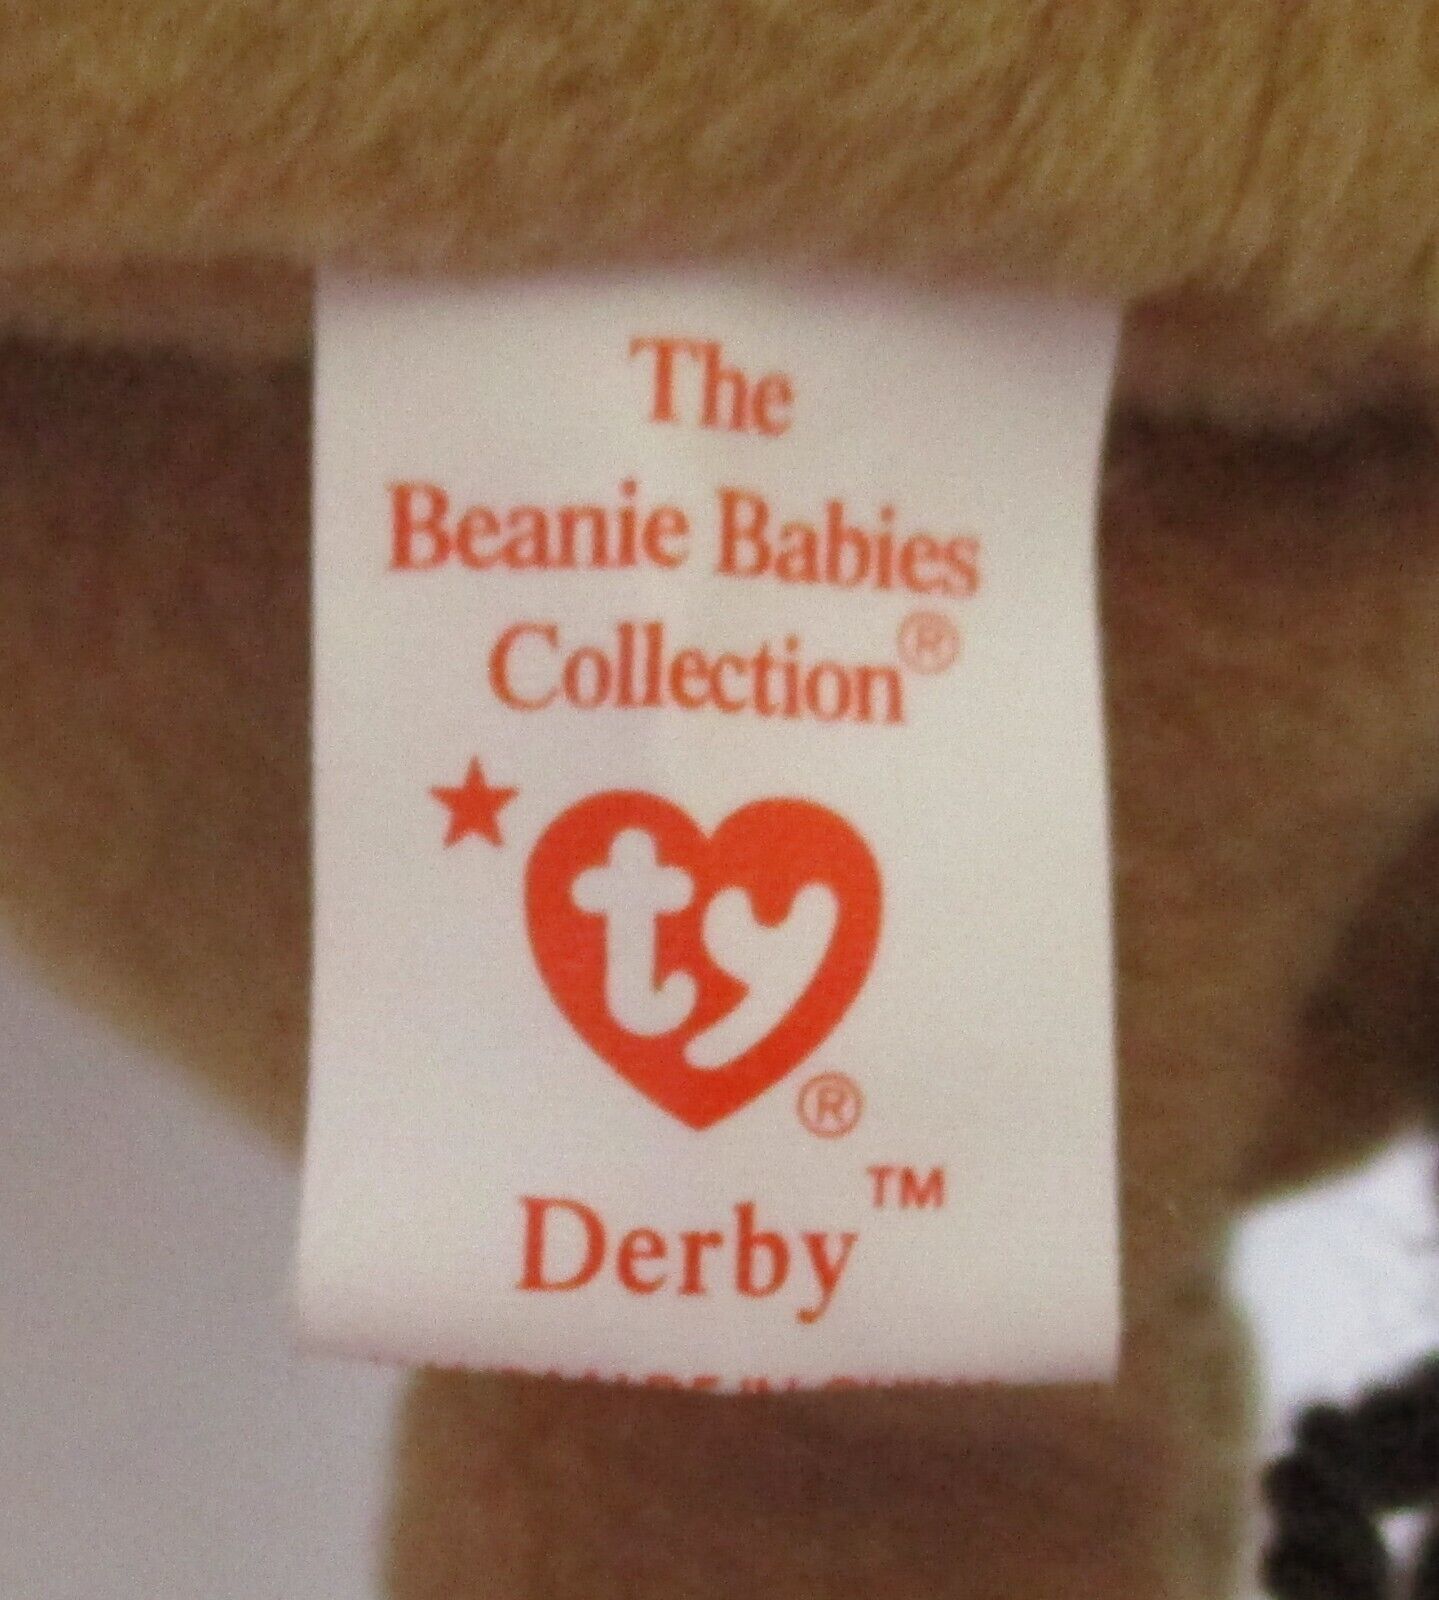 The
Beanie Babies
Collection®
ty®
Derby™